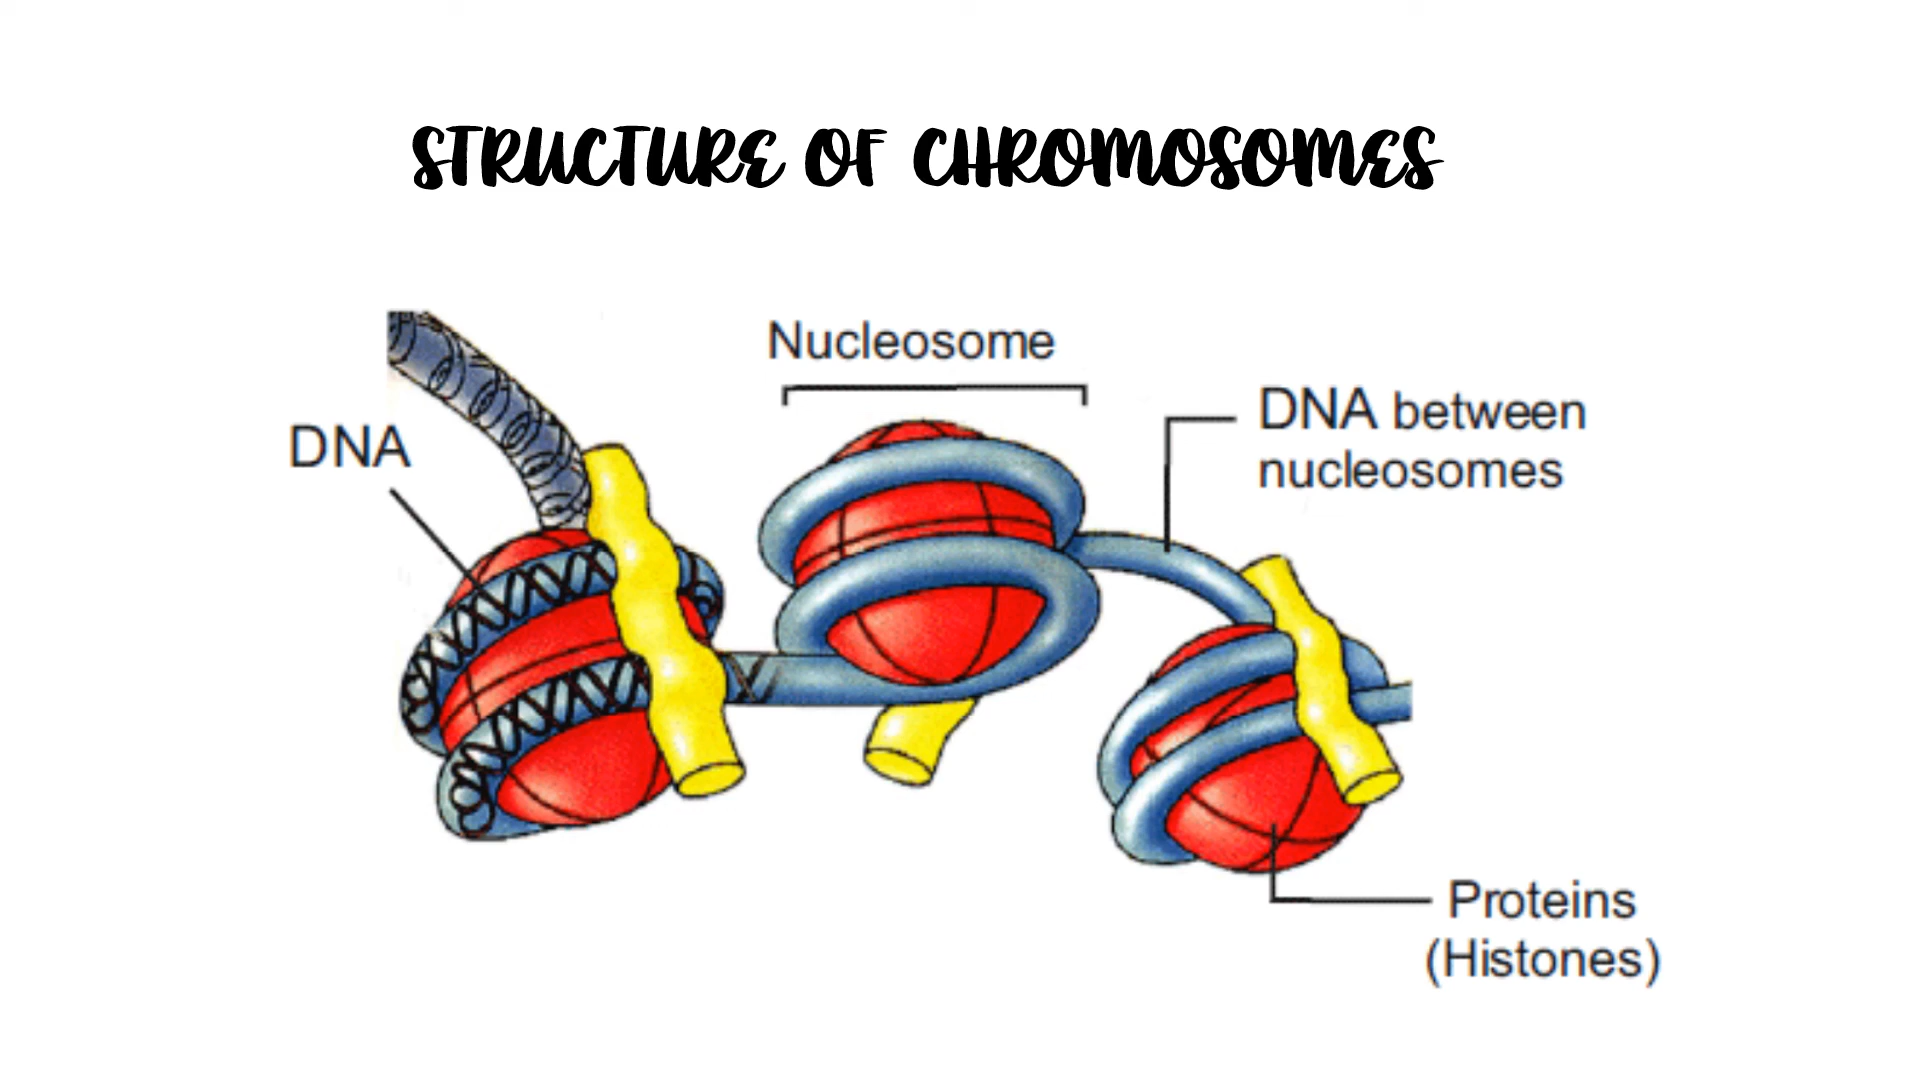 STRUCTURE OF CHROMOSOMES
Nucleosome
DNA between
nucleosomes
DNA
Proteins
(Histones)